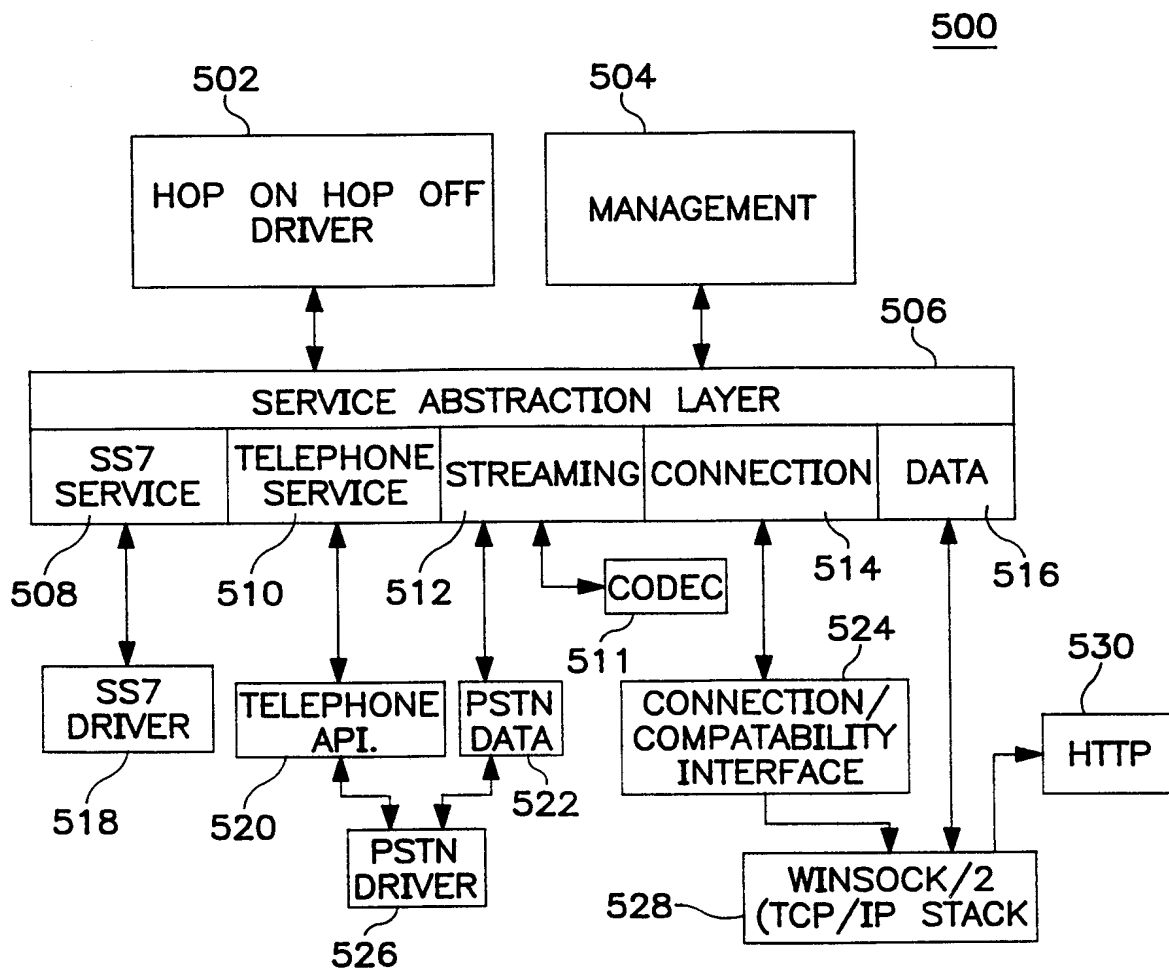 500
502
504
HOP ON HOP OFF
DRIVER
MANAGEMENT
506
SERVICE ABSTRACTION LAYER
SS7
SERVICE
TELEPHONE
SERVICE
STREAMING
CONNECTION
DATA
508
510
512
514
516
CODEC
511
524
530
SS7
DRIVER
TELEPHONE
API.
PSTN
DATA
CONNECTION/
COMPATABILITY
INTERFACE
HTTP
518
520
522
PSTN
DRIVER
526
528
WINSOCK/2
(TCP/IP STACK